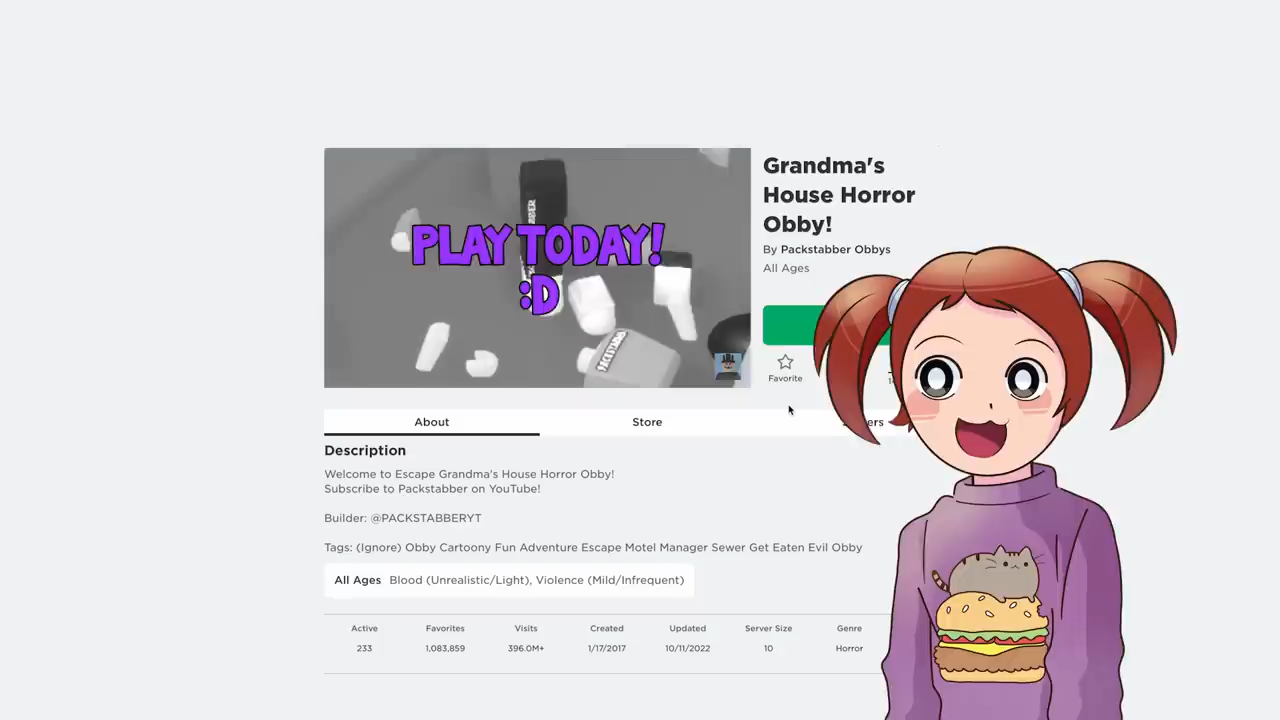 PLAY TODAY!
:D
Grandma's
House Horror
Obby!
By Packstabber Obbys
All Ages
Favorite
About
Store
Description
Welcome to Escape Grandma's House Horror Obby!
Subscribe to Packstabber on YouTube!
Builder: @PACKSTABBERYT
Tags: (Ignore) Obby Cartoony Fun Adventure Escape Motel Manager Sewer Get Eaten Evil Obby
All Ages Blood (Unrealistic/Light), Violence (Mild/Infrequent)
Active Favorites Visits Created Updated Server Size Genre
233 1,083,859 396.0M+ 1/17/2017 10/11/2022 10 Horror